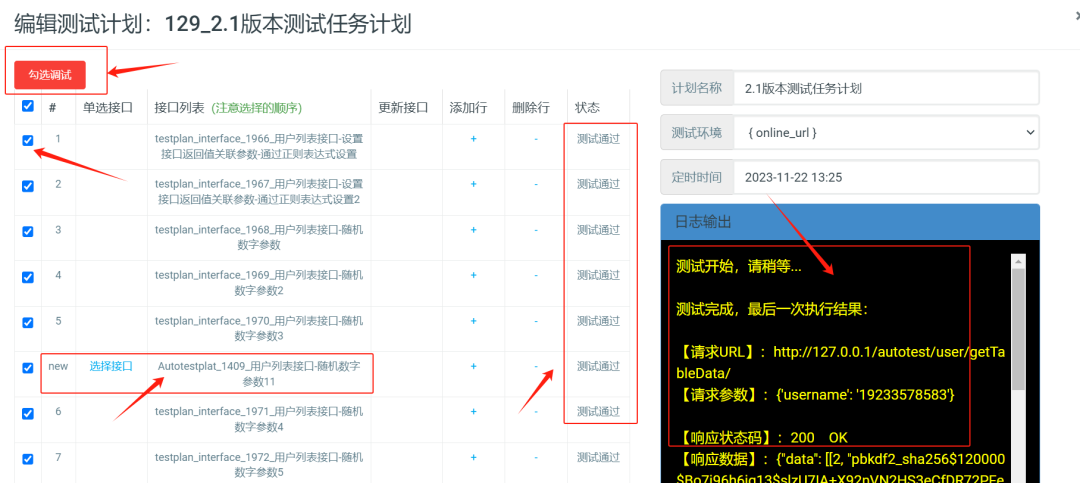 编辑测试计划：129_2.1版本测试任务计划
×
勾选调试
# 单选接口 接口列表（注意选择的顺序） 更新接口 添加行 删除行 状态
1 testplan_interface_1966_用户列表接口-设置 + - 测试通过
接口返回值关联参数-通过正则表达式设置
2 testplan_interface_1967_用户列表接口-设置 + - 测试通过
接口返回值关联参数-通过正则表达式设置2
3 testplan_interface_1968_用户列表接口-随机 + - 测试通过
数字参数
4 testplan_interface_1969_用户列表接口-随机 + - 测试通过
数字参数2
5 testplan_interface_1970_用户列表接口-随机 + - 测试通过
数字参数3
new 选择接口 Autotestplat_1409_用户列表接口-随机数字 + - 测试通过
参数11
6 testplan_interface_1971_用户列表接口-随机 + - 测试通过
数字参数4
7 testplan_interface_1972_用户列表接口-随机 + - 测试通过
数字参数5
计划名称 2.1版本测试任务计划
测试环境 { online_url }
定时时间 2023-11-22 13:25
日志输出
测试开始，请稍等...
测试完成，最后一次执行结果：
【请求URL】：http://127.0.0.1/autotest/user/getTa
bleData/
【请求参数】：{'username': '19233578583'}
【响应状态码】：200 OK
【响应数据】：{"data": [[2, "pbkdf2_sha256$120000